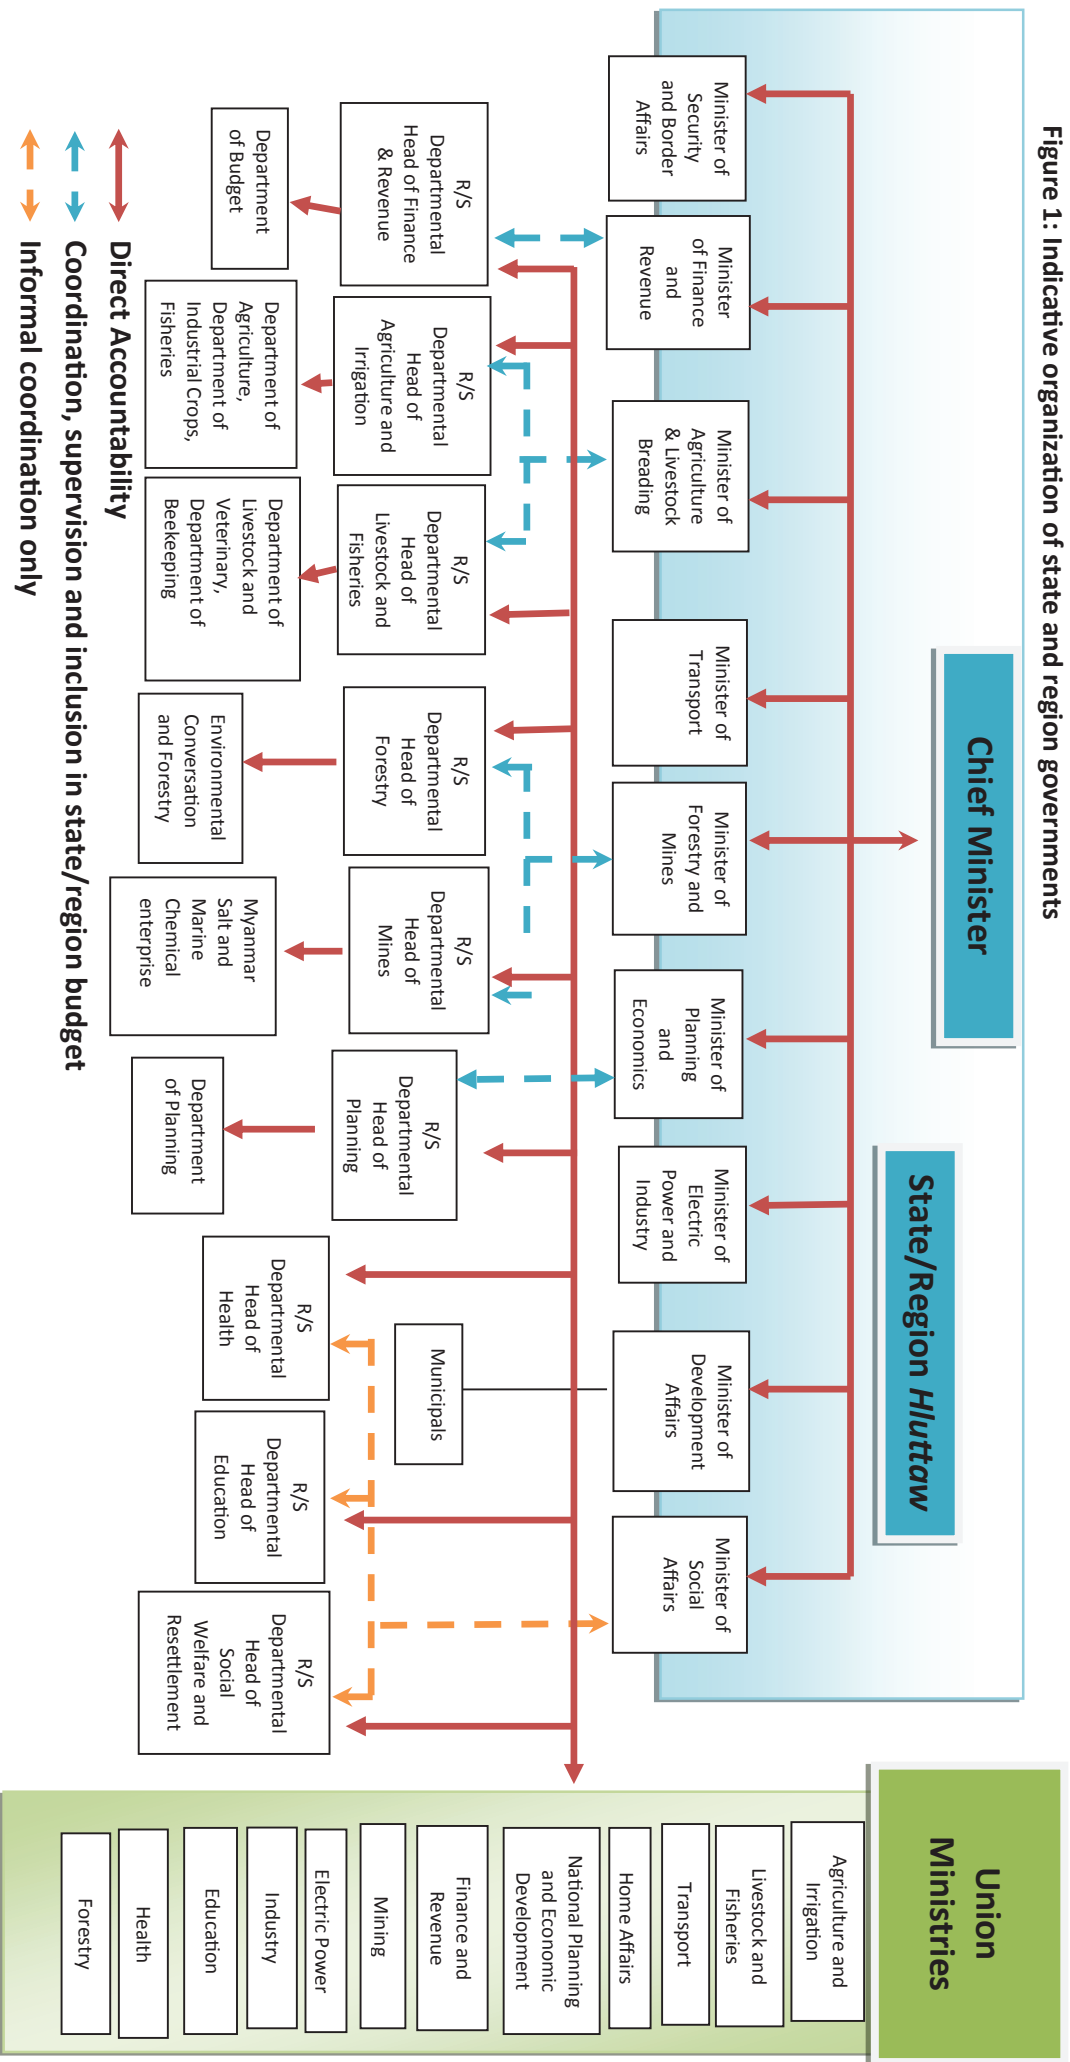 Figure 1: Indicative organization of state and region governments
Chief Minister
State/Region Hluttaw
Union
Ministries
Minister of
Security
and Border
Affairs
Minister
of Finance
and
Revenue
Minister of
Agriculture
& Livestock
Breading
Minister of
Transport
Minister of
Forestry and
Mines
Minister of
Planning
and
Economics
Minister of
Electric
Power and
Industry
Minister of
Development
Affairs
Minister of
Social
Affairs
Municipals
R/S
Departmental
Head of Finance
& Revenue
R/S
Departmental
Head of
Agriculture and
Irrigation
R/S
Departmental
Head of
Livestock and
Fisheries
R/S
Departmental
Head of
Forestry
R/S
Departmental
Head of
Mines
R/S
Departmental
Head of
Planning
R/S
Departmental
Head of
Health
R/S
Departmental
Head of
Education
R/S
Departmental
Head of
Social
Welfare and
Resettlement
Department
of Budget
Department of
Agriculture,
Department of
Industrial Crops,
Fisheries
Department of
Livestock and
Veterinary,
Department of
Beekeeping
Environmental
Conversation
and Forestry
Myanmar
Salt and
Marine
Chemical
enterprise
Department
of Planning
Agriculture and
Irrigation
Livestock and
Fisheries
Transport
Home Affairs
National Planning
and Economic
Development
Finance and
Revenue
Mining
Electric Power
Industry
Education
Health
Forestry
Direct Accountability
Coordination, supervision and inclusion in state/region budget
Informal coordination only